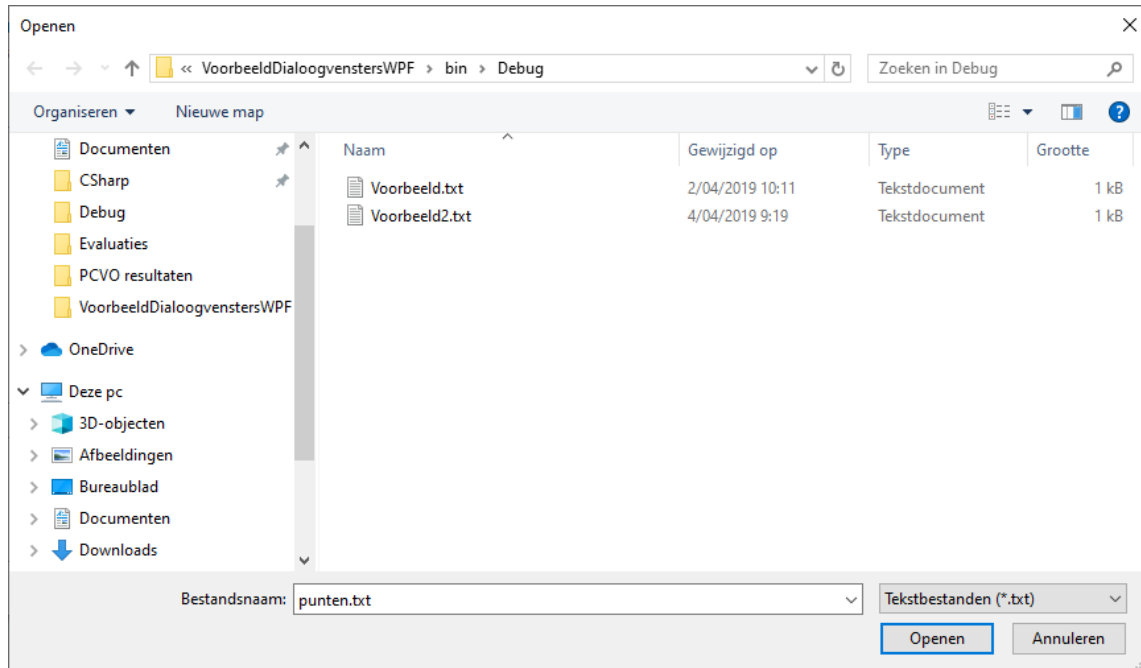 Openen
« VoorbeeldDialoogvenstersWPF › bin › Debug
Zoeken in Debug
Organiseren
Nieuwe map
Documenten
CSharp
Debug
Evaluaties
PCVO resultaten
VoorbeeldDialoogvenstersWPF
OneDrive
Deze pc
3D-objecten
Afbeeldingen
Bureaublad
Documenten
Downloads
Naam Gewijzigd op Type Grootte
Voorbeeld.txt 2/04/2019 10:11 Tekstdocument 1 kB
Voorbeeld2.txt 4/04/2019 9:19 Tekstdocument 1 kB
Bestandsnaam: punten.txt
Tekstbestanden (*.txt)
Openen Annuleren